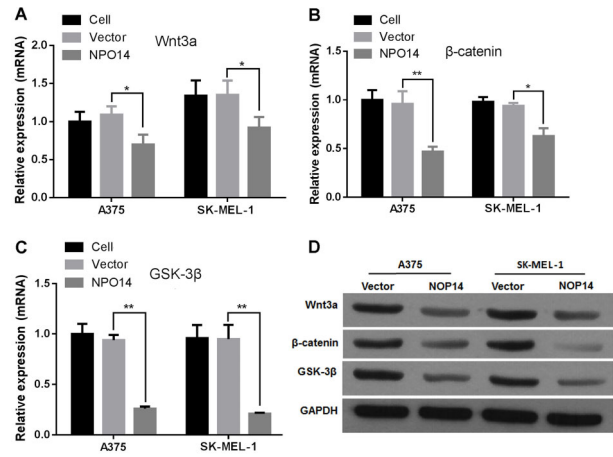 A
Cell
Vector
NPO14
Wnt3a
Relative expression (mRNA)
2.0
1.5
1.0
0.5
0.0
*
*
A375
SK-MEL-1
B
Cell
Vector
NPO14
β-catenin
Relative expression (mRNA)
1.5
1.0
0.5
0.0
**
*
A375
SK-MEL-1
C
Cell
Vector
NPO14
GSK-3β
Relative expression (mRNA)
1.5
1.0
0.5
0.0
**
**
A375
SK-MEL-1
D
A375 SK-MEL-1
Vector NOP14 Vector NOP14
Wnt3a
β-catenin
GSK-3β
GAPDH